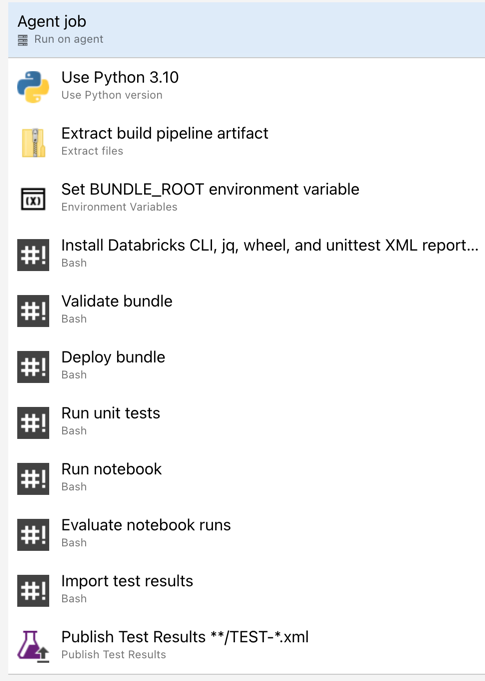 Agent job
Run on agent
Use Python 3.10
Use Python version
Extract build pipeline artifact
Extract files
Set BUNDLE_ROOT environment variable
Environment Variables
Install Databricks CLI, jq, wheel, and unittest XML report...
Bash
Validate bundle
Bash
Deploy bundle
Bash
Run unit tests
Bash
Run notebook
Bash
Evaluate notebook runs
Bash
Import test results
Bash
Publish Test Results **/TEST-*.xml
Publish Test Results